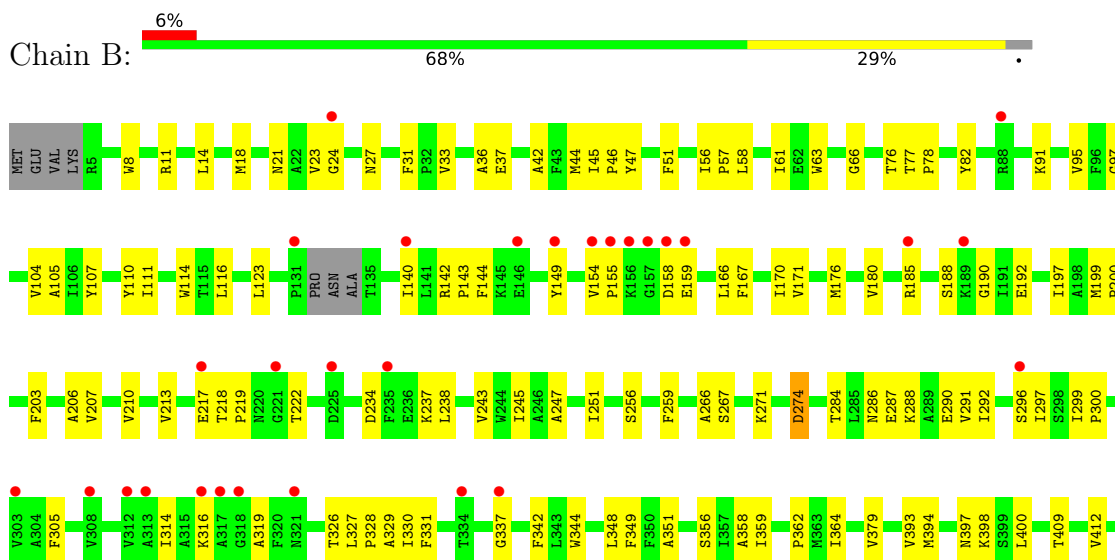 6%
Chain B:
68% 29% •
MET GLU VAL LYS R5 W8 R11 L14 M18 N21 A22 V23 G24 N27 F31 P32 V33 A36 E37 A42 F43 M44 I45 P46 Y47 F51 I56 P57 L58 I61 E62 W63 G66 T76 T77 P78 Y82 R88 K91 V95 F96 G97
V104 A105 I106 Y107 Y110 I111 W114 T115 L116 L123 P131 PRO ASN ALA T135 I140 L141 R142 P143 F144 K145 E146 Y149 V154 P155 K156 G157 D158 E159 L166 F167 I170 V171 M176 V180 R185 S188 K189 G190 I191 E192 I197 A198 M199 P200
F203 A206 V207 V210 V213 E217 T218 P219 N220 G221 T222 D225 D234 F235 E236 K237 L238 V243 W244 I245 A246 A247 I251 S256 F259 A266 S267 K271 D274 T284 L285 N286 E287 K288 A289 E290 V291 I292 S296 I297 S298 I299 P300
V303 A304 F305 V308 V312 A313 I314 A315 K316 A317 G318 A319 F320 N321 T326 L327 P328 A329 I330 F331 T334 G337 F342 L343 W344 L348 F349 F350 A351 S356 I357 A358 I359 P362 M363 I364 V379 V393 M394 N397 K398 S399 L400 T409 V412